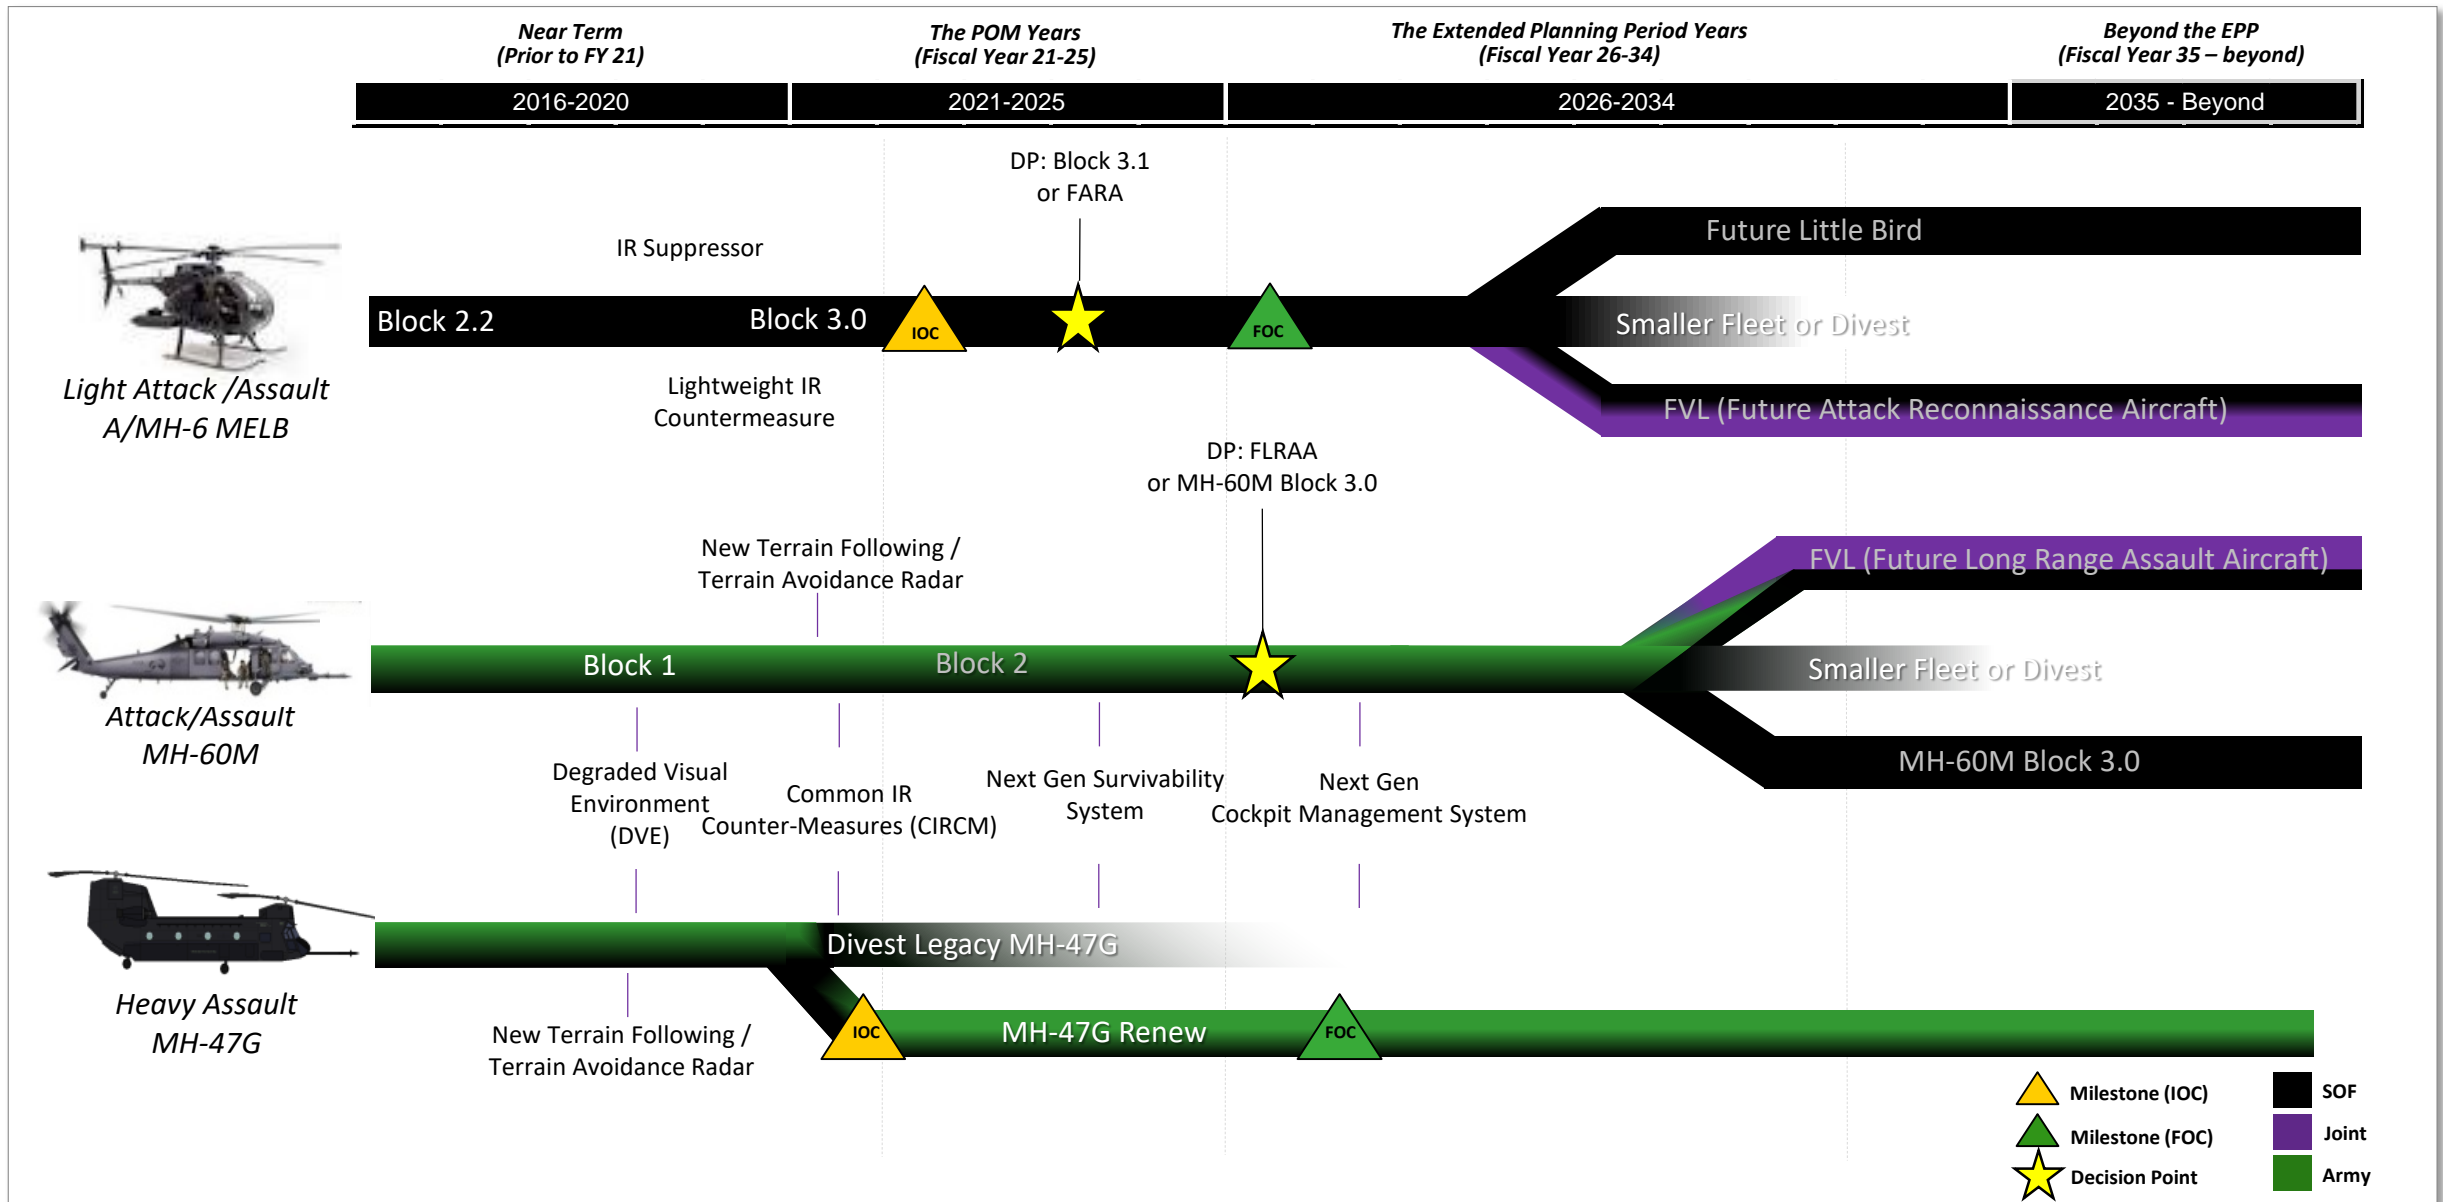 Near Term
(Prior to FY 21)
The POM Years
(Fiscal Year 21-25)
The Extended Planning Period Years
(Fiscal Year 26-34)
Beyond the EPP
(Fiscal Year 35 – beyond)
2016-2020
2021-2025
2026-2034
2035 - Beyond
DP: Block 3.1
or FARA
IR Suppressor
Future Little Bird
Block 2.2
Block 3.0
IOC
FOC
Smaller Fleet or Divest
Light Attack /Assault
A/MH-6 MELB
Lightweight IR
Countermeasure
FVL (Future Attack Reconnaissance Aircraft)
DP: FLRAA
or MH-60M Block 3.0
New Terrain Following /
Terrain Avoidance Radar
FVL (Future Long Range Assault Aircraft)
Block 1
Block 2
Smaller Fleet or Divest
Attack/Assault
MH-60M
MH-60M Block 3.0
Degraded Visual
Environment
(DVE)
Common IR
Counter-Measures (CIRCM)
Next Gen Survivability
System
Next Gen
Cockpit Management System
Divest Legacy MH-47G
Heavy Assault
MH-47G
IOC
MH-47G Renew
FOC
New Terrain Following /
Terrain Avoidance Radar
Milestone (IOC)
SOF
Milestone (FOC)
Joint
Decision Point
Army